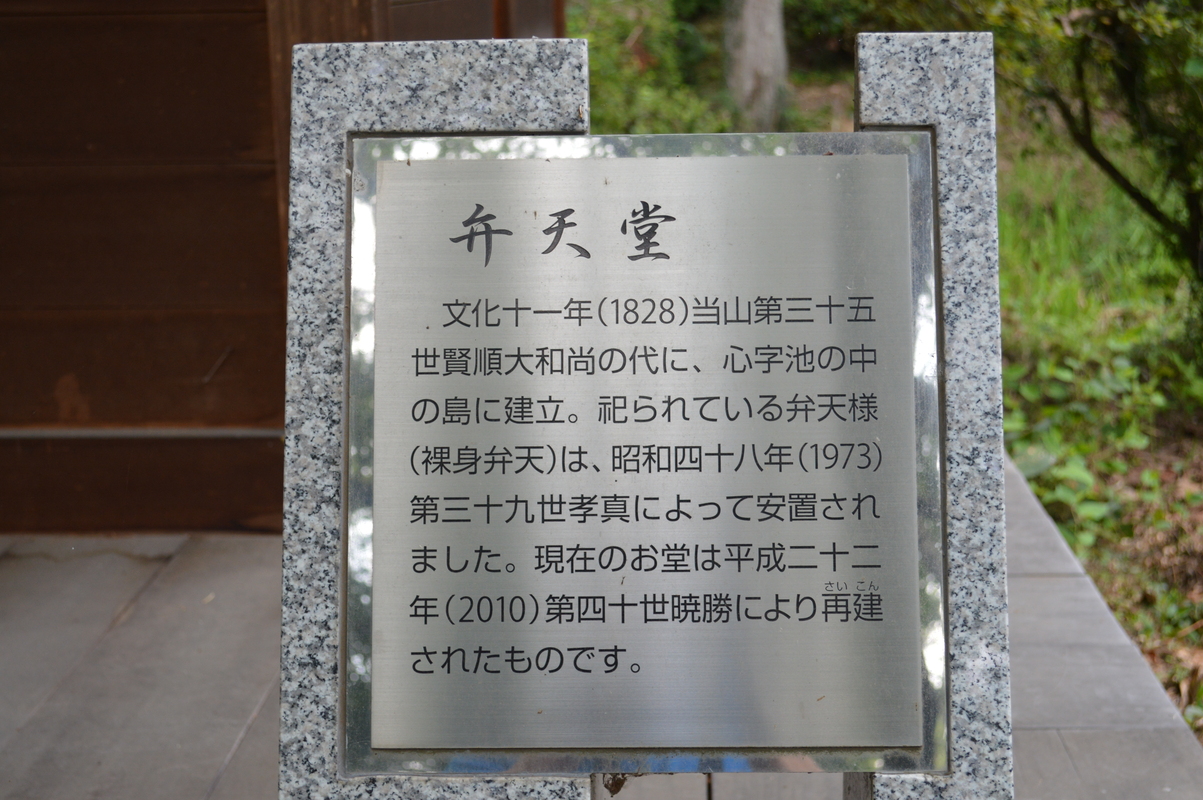 弁天堂
文化十一年(1828)当山第三十五
世賢順大和尚の代に、心字池の中
の島に建立。祀られている弁天様
(裸身弁天)は、昭和四十八年(1973)
第三十九世孝真によって安置され
ました。現在のお堂は平成二十二
さい こん
年(2010)第四十世暁勝により再建
されたものです。